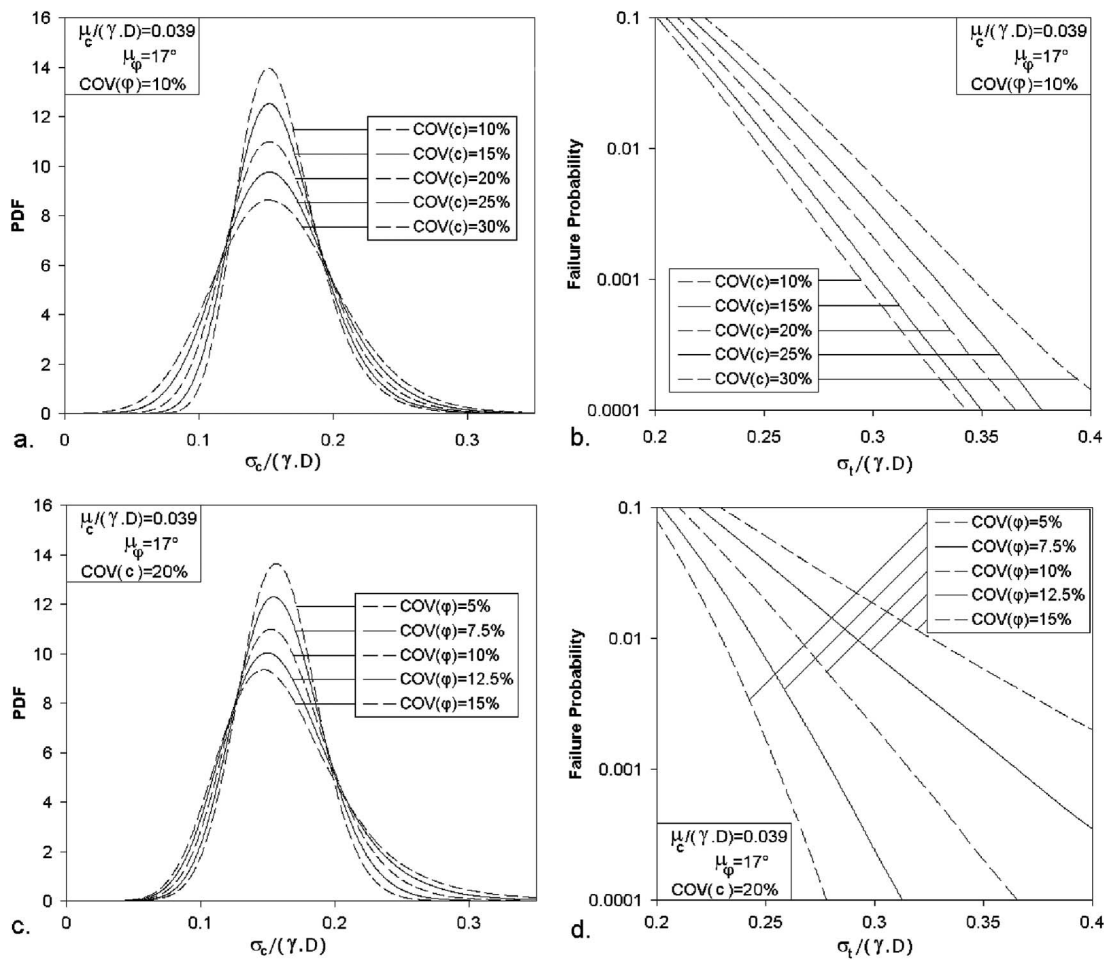 μc/(γ.D)=0.039
μφ=17°
COV(φ)=10%
16
14
12
10
8
6
4
2
0
PDF
COV(c)=10%
COV(c)=15%
COV(c)=20%
COV(c)=25%
COV(c)=30%
0
0.1
0.2
0.3
σc/(γ.D)
a.
0.1
0.01
0.001
0.0001
Failure Probability
μc/(γ.D)=0.039
μφ=17°
COV(φ)=10%
COV(c)=10%
COV(c)=15%
COV(c)=20%
COV(c)=25%
COV(c)=30%
0.2
0.25
0.3
0.35
0.4
σt/(γ.D)
b.
16
14
12
10
8
6
4
2
0
PDF
μc/(γ.D)=0.039
μφ=17°
COV(c)=20%
COV(φ)=5%
COV(φ)=7.5%
COV(φ)=10%
COV(φ)=12.5%
COV(φ)=15%
0
0.1
0.2
0.3
σc/(γ.D)
c.
0.1
0.01
0.001
0.0001
Failure Probability
COV(φ)=5%
COV(φ)=7.5%
COV(φ)=10%
COV(φ)=12.5%
COV(φ)=15%
μc/(γ.D)=0.039
μφ=17°
COV(c)=20%
0.2
0.25
0.3
0.35
0.4
σt/(γ.D)
d.